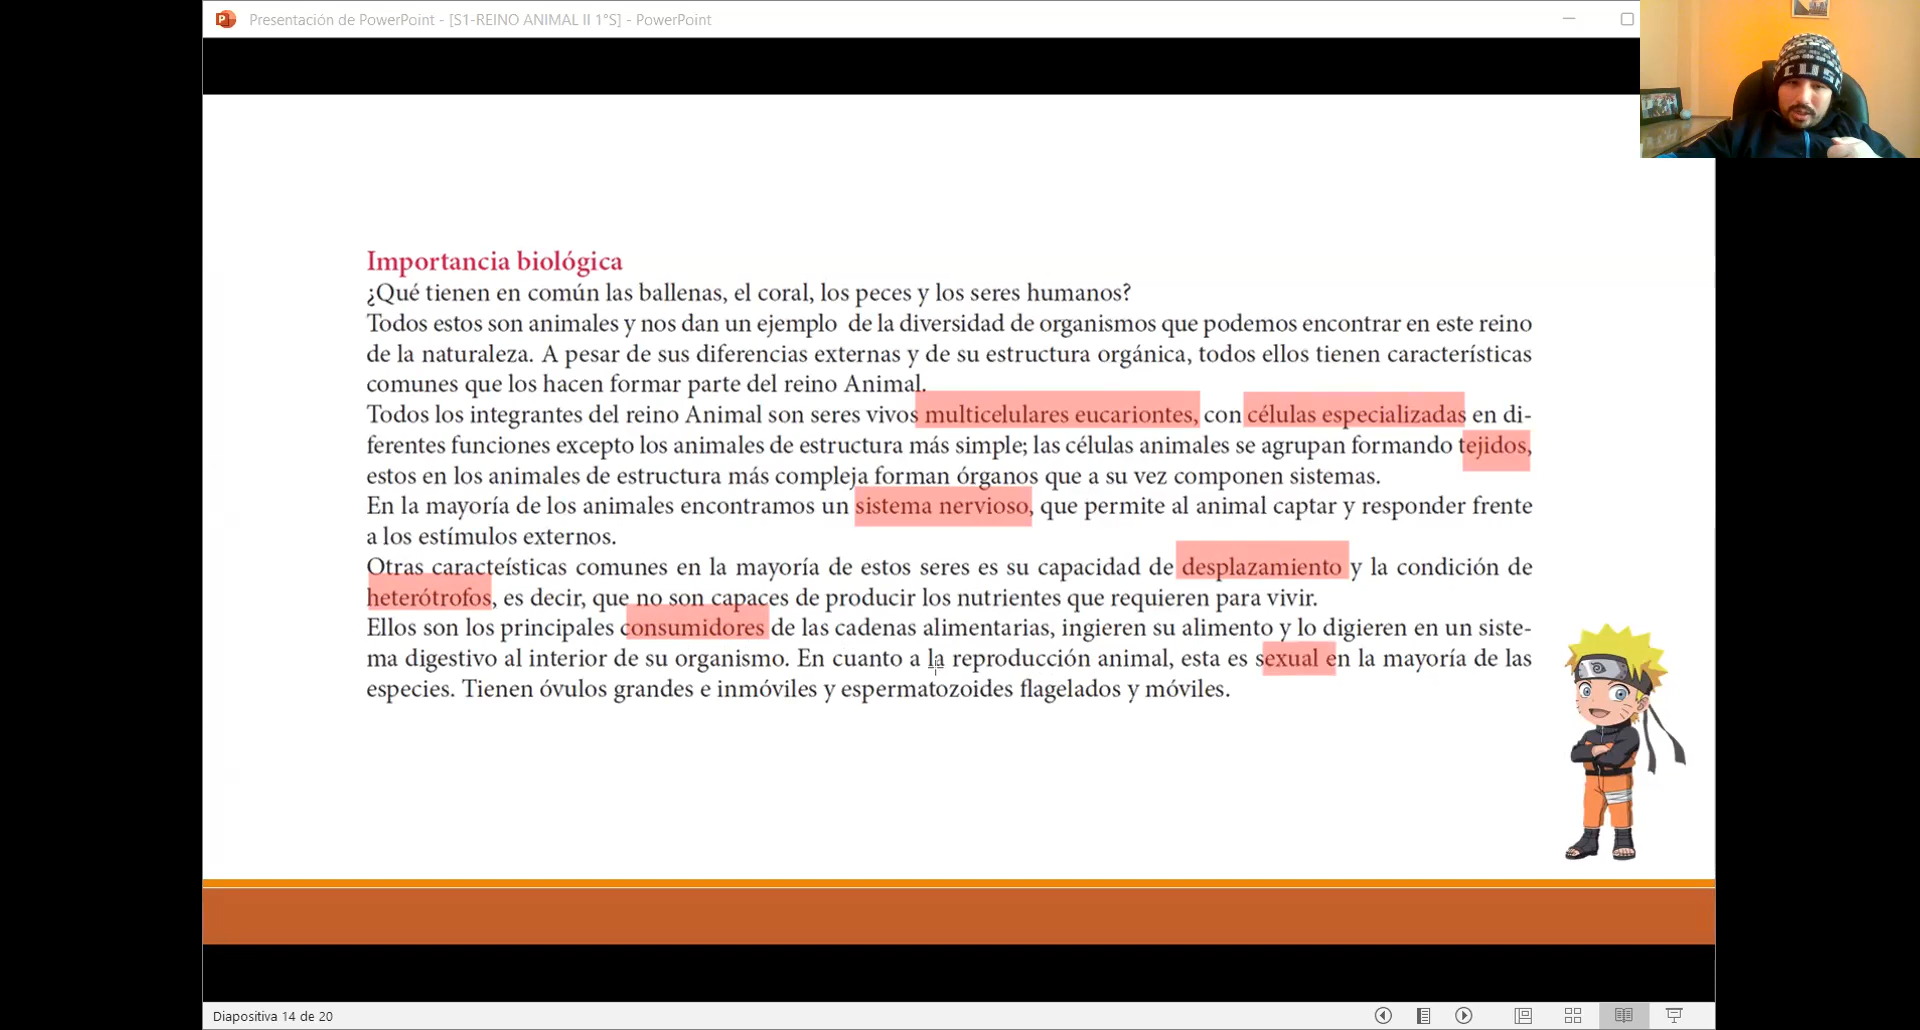 Presentación de PowerPoint - [S1-REINO ANIMAL II 1°S] - PowerPoint
Importancia biológica
¿Qué tienen en común las ballenas, el coral, los peces y los seres humanos?
Todos estos son animales y nos dan un ejemplo de la diversidad de organismos que podemos encontrar en este reino
de la naturaleza. A pesar de sus diferencias externas y de su estructura orgánica, todos ellos tienen características
comunes que los hacen formar parte del reino Animal.
Todos los integrantes del reino Animal son seres vivos multicelulares eucariontes, con células especializadas en di-
ferentes funciones excepto los animales de estructura más simple; las células animales se agrupan formando tejidos,
estos en los animales de estructura más compleja forman órganos que a su vez componen sistemas.
En la mayoría de los animales encontramos un sistema nervioso, que permite al animal captar y responder frente
a los estímulos externos.
Otras caracteísticas comunes en la mayoría de estos seres es su capacidad de desplazamiento y la condición de
heterótrofos, es decir, que no son capaces de producir los nutrientes que requieren para vivir.
Ellos son los principales consumidores de las cadenas alimentarias, ingieren su alimento y lo digieren en un siste-
ma digestivo al interior de su organismo. En cuanto a la reproducción animal, esta es sexual en la mayoría de las
especies. Tienen óvulos grandes e inmóviles y espermatozoides flagelados y móviles.
Diapositiva 14 de 20